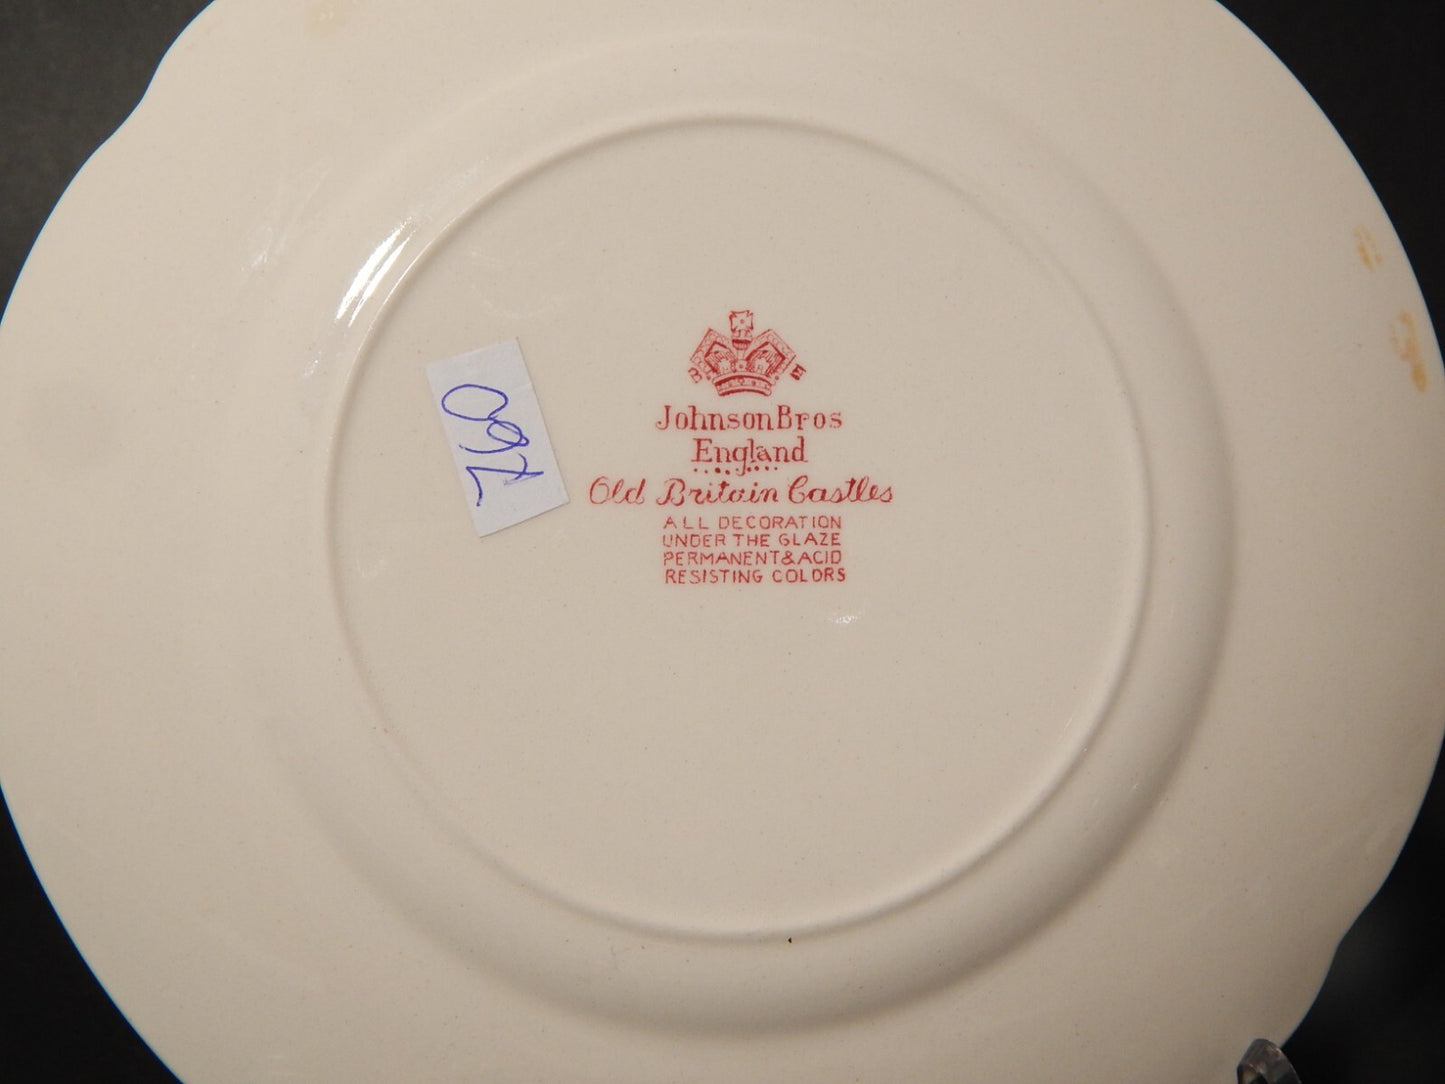 Johnson Bros
England
Old Britain Castles
ALL DECORATION
UNDER THE GLAZE
PERMANENT & ACID
RESISTING COLORS